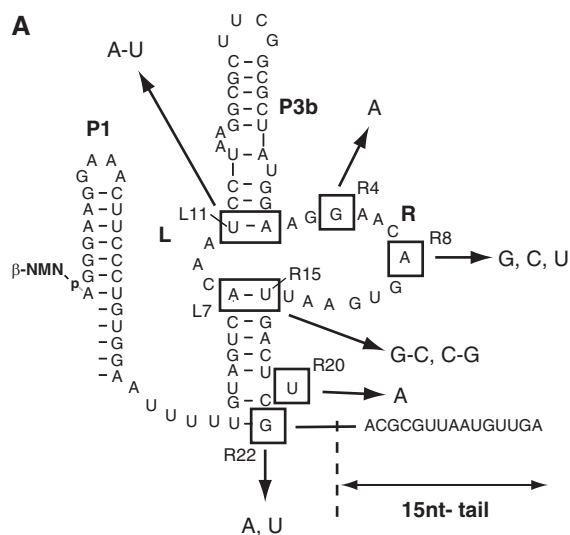 A
A-U
U C
U G
C – G
G – C
C – G
G – C
G – U
A
A U A
U
C – G
C – G
P3b
P1
A
R4
L11
U – A
A G G A A C
R
A
R8
G, C, U
L
A
A
C
β-NMN
p
A – U
R15
U A A U G G
L7
G-C, C-G
R20
U
A
G
R22
ACGCGUUAAUGUUGA
A U U U U U
A, U
15nt- tail